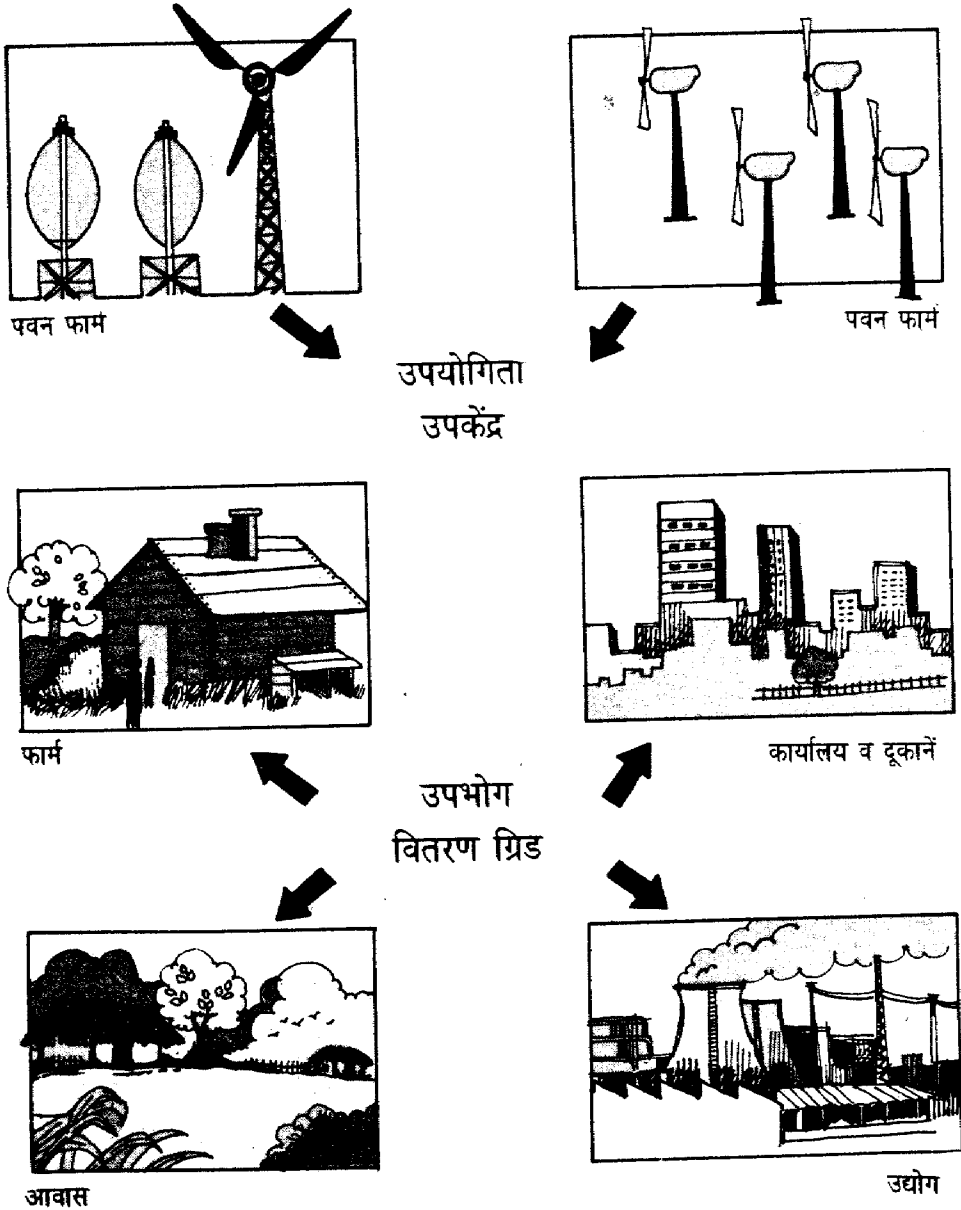 पवन फार्म
पवन फार्म
उपयोगिता
उपकेंद्र
फार्म
कार्यालय व दूकानें
उपभोग
वितरण ग्रिड
आवास
उद्योग